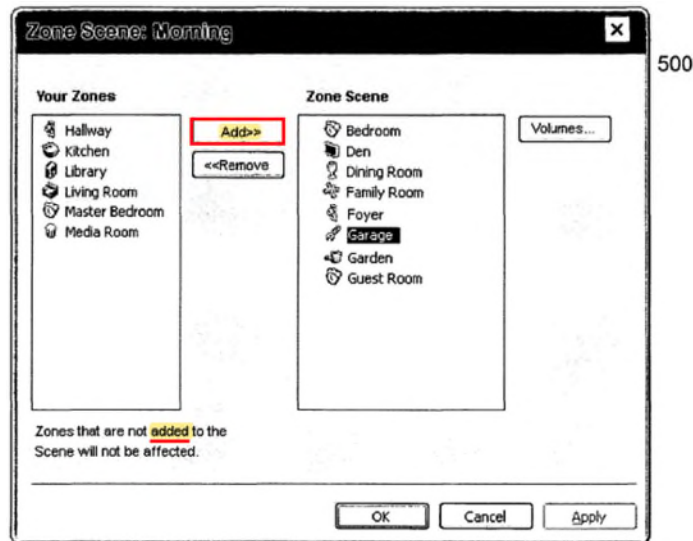 Zone Scene: Morning
500
Your Zones
Hallway
Kitchen
Library
Living Room
Master Bedroom
Media Room
Add>>
<<Remove
Zone Scene
Bedroom
Den
Dining Room
Family Room
Foyer
Garage
Garden
Guest Room
Volumes...
Zones that are not added to the
Scene will not be affected.
OK
Cancel
Apply